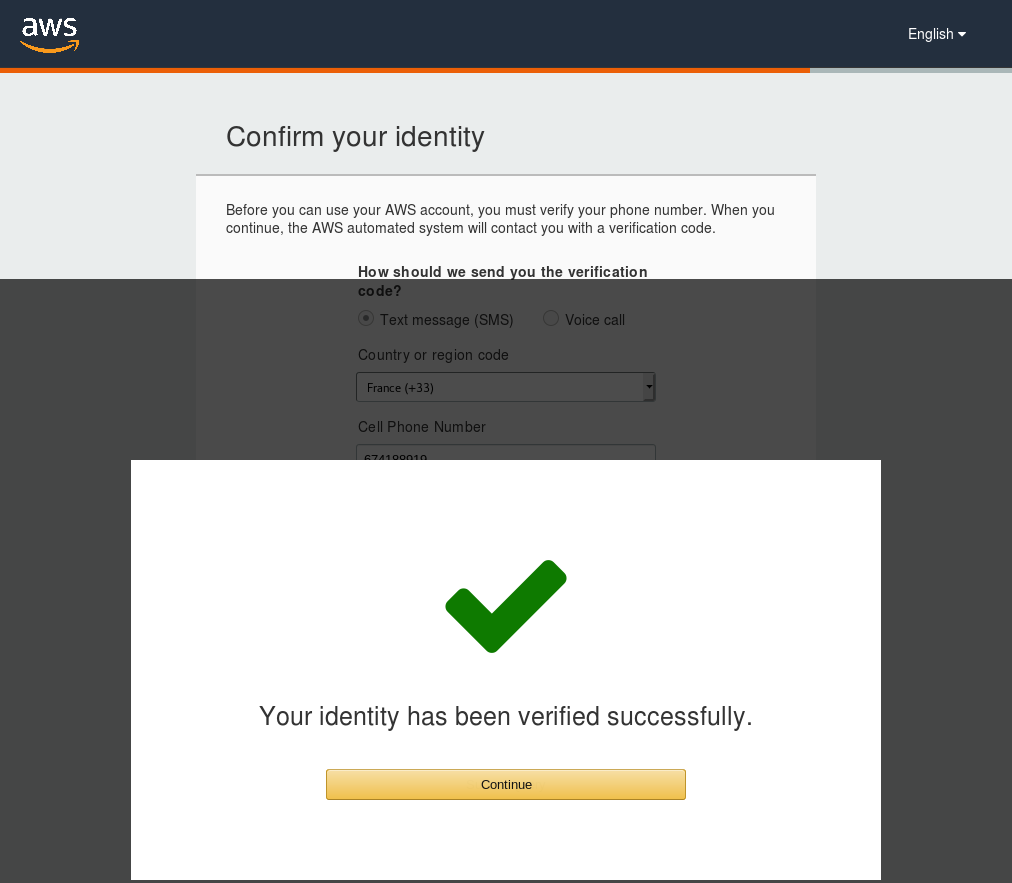 aws
English
Confirm your identity
Before you can use your AWS account, you must verify your phone number. When you
continue, the AWS automated system will contact you with a verification code.
How should we send you the verification
code?
Text message (SMS) Voice call
Country or region code
France (+33)
Cell Phone Number
674188919
Your identity has been verified successfully.
Continue